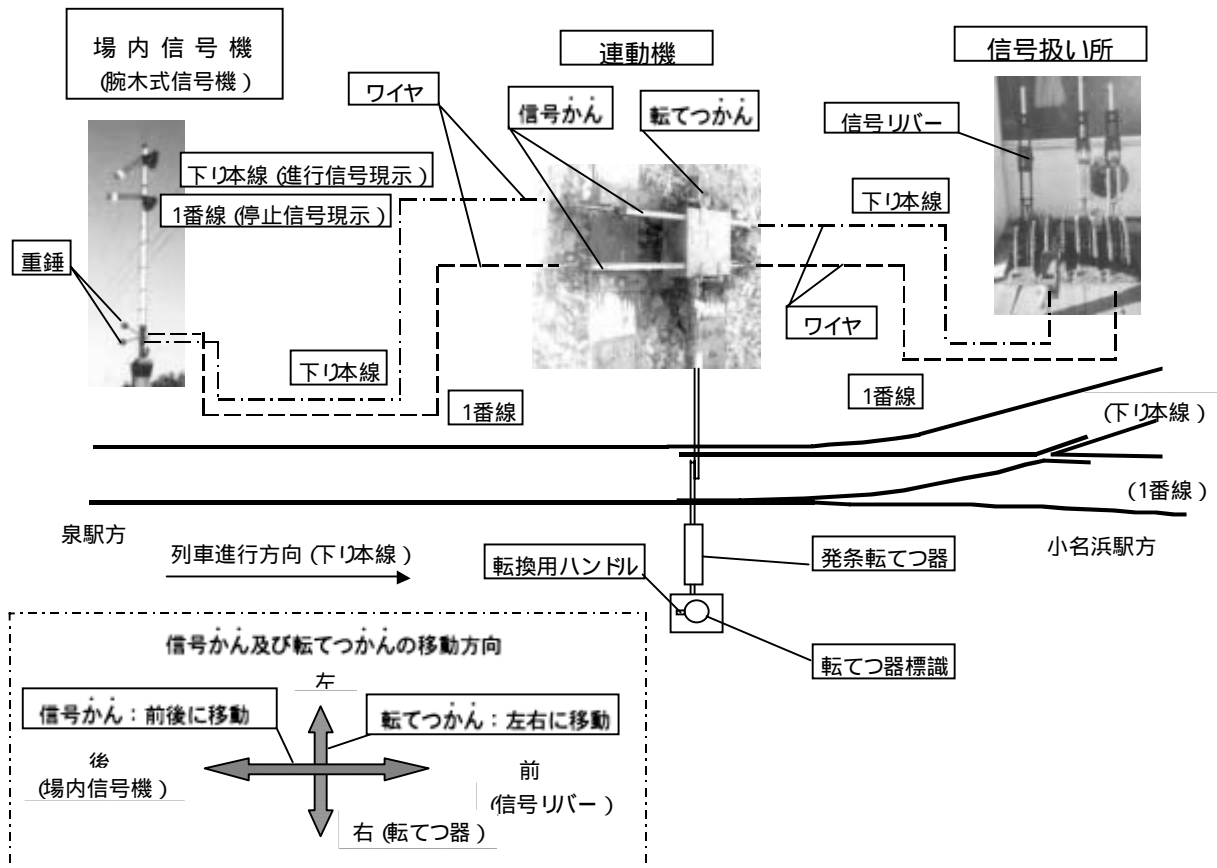 場内信号機
(腕木式信号機)
連動機
信号扱い所
ワイヤ
信号かん
転てつかん
信号リバー
下り本線(進行信号現示)
1番線(停止信号現示)
下り本線
重錘
ワイヤ
下り本線
1番線
1番線
(下り本線)
(1番線)
泉駅方
小名浜駅方
列車進行方向(下り本線)
転換用ハンドル
発条転てつ器
転てつ器標識
信号かん及び転てつかんの移動方向
左
信号かん:前後に移動
転てつかん:左右に移動
後
(場内信号機)
前
(信号リバー)
右(転てつ器)